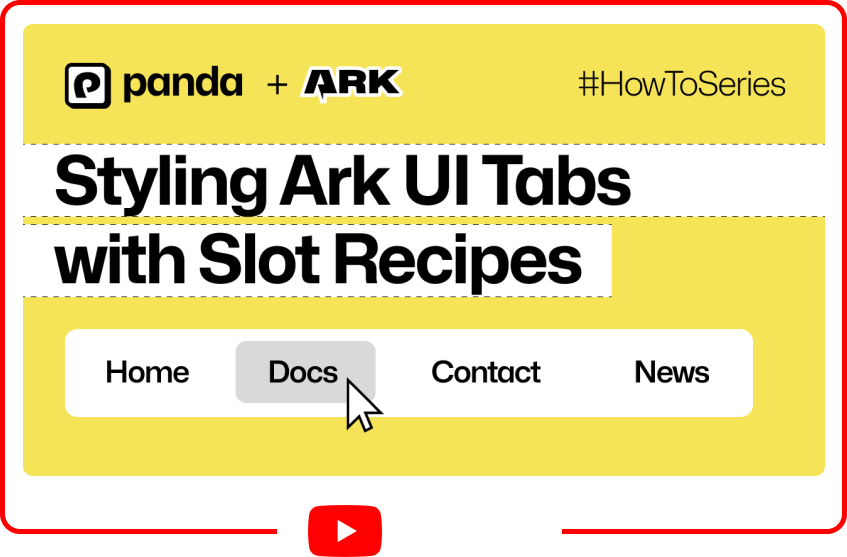 panda + ARK
#HowToSeries
Styling Ark UI Tabs
with Slot Recipes
Home Docs Contact News